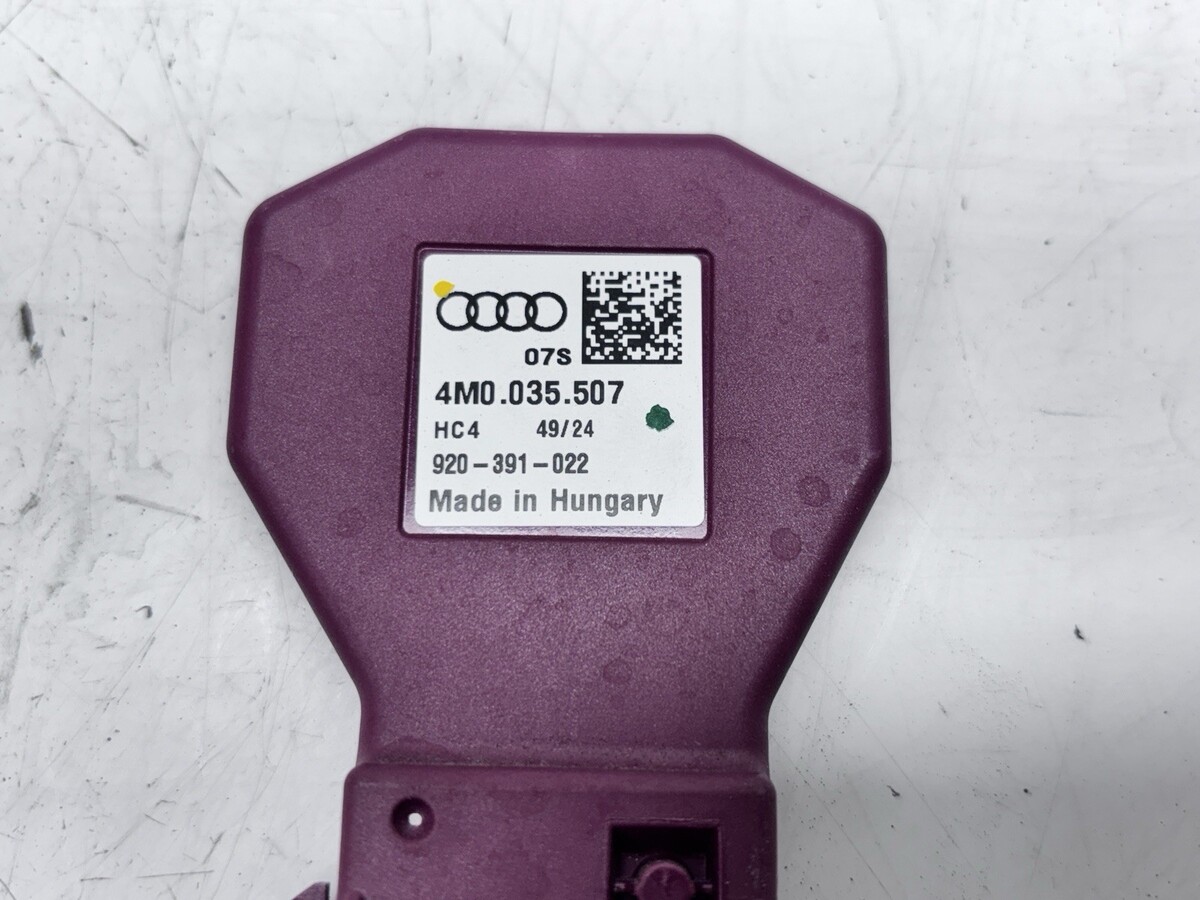 07S
4M0.035.507
HC4 49/24
920-391-022
Made in Hungary